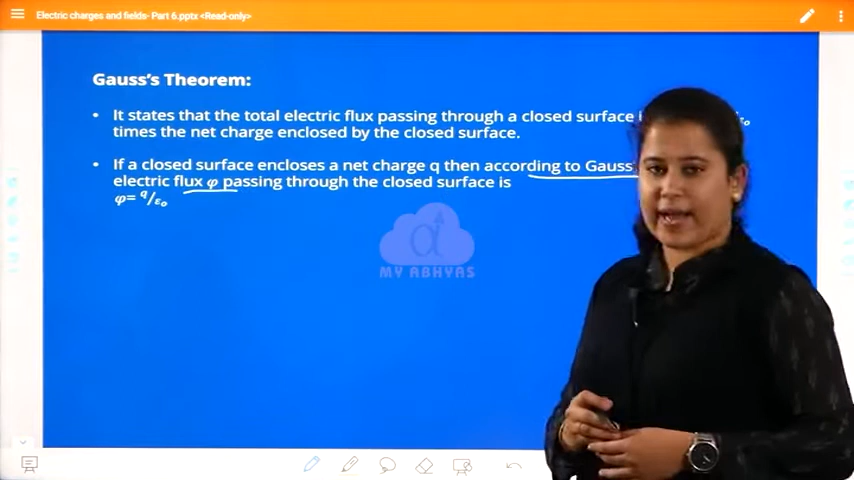 Electric charges and fields- Part 6.pptx <Read-only>
Gauss's Theorem:
• It states that the total electric flux passing through a closed surface
times the net charge enclosed by the closed surface.
• If a closed surface encloses a net charge q then according to Gauss
electric flux φ passing through the closed surface is
φ= q/ε₀
α
MY ABHYAS